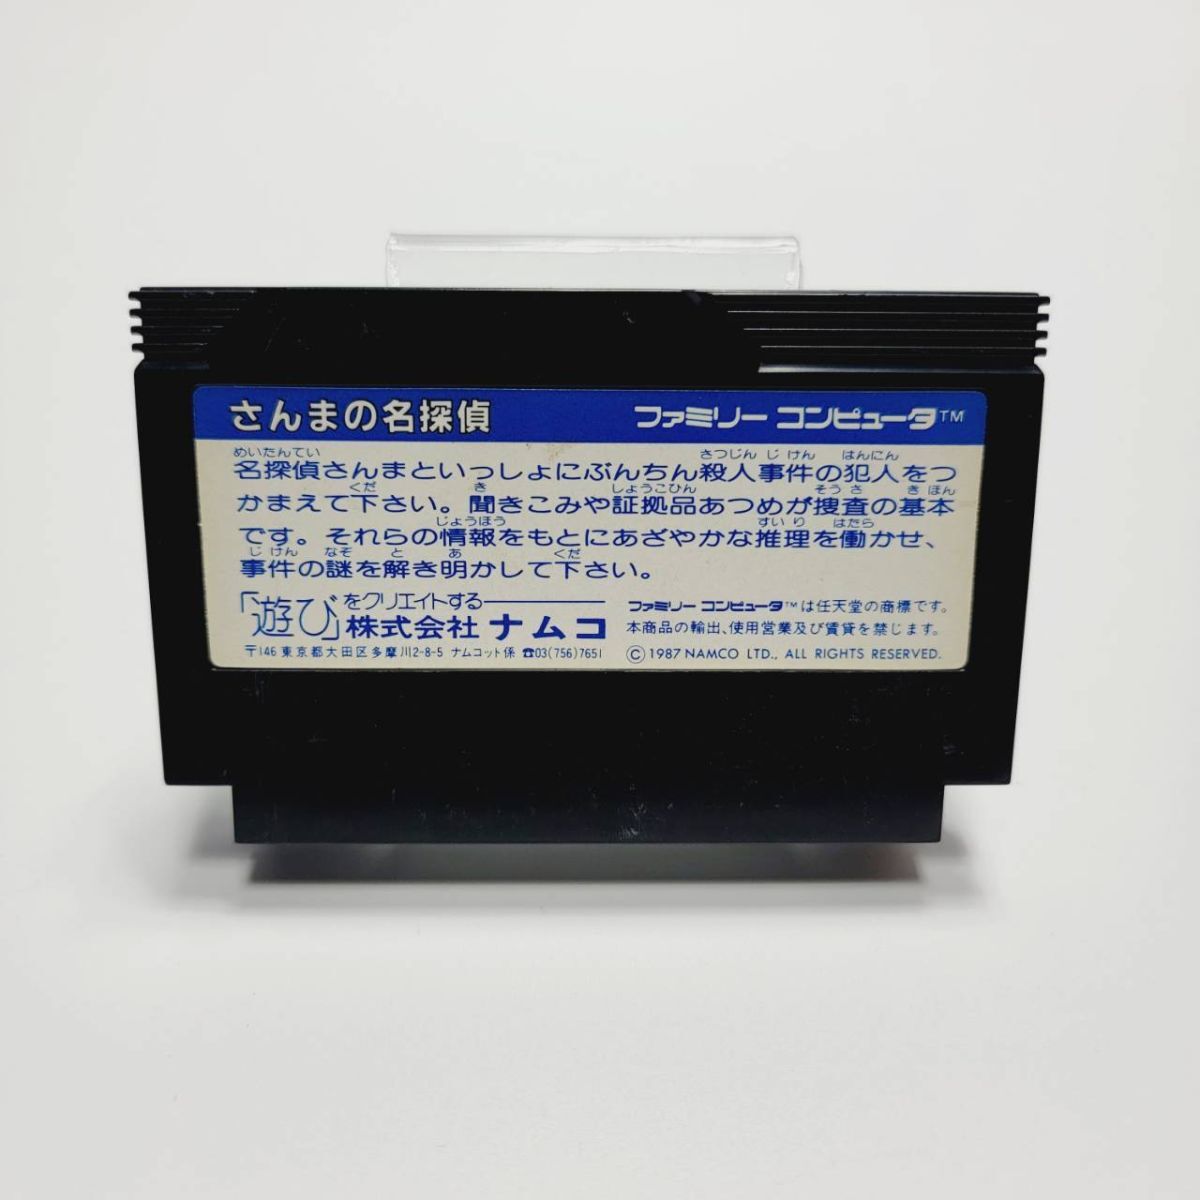 さんまの名探偵 ファミリー コンピュータ™
めいたんてい さつじん じけん はんにん
名探偵さんまといっしょにぶんちん殺人事件の犯人をつ
くだ き しょうこひん そうさ きほん
かまえて下さい。聞きこみや証拠品あつめが捜査の基本
じょうほう すいり はたら
です。それらの情報をもとにあざやかな推理を働かせ、
じけん なぞ と あ くだ
事件の謎を解き明かして下さい。
「遊び」をクリエイトする
株式会社 ナムコ
〒146 東京都大田区多摩川2-8-5 ナムコット係 ☎03(756)7651
ファミリー コンピュータ™は任天堂の商標です。
本商品の輸出、使用営業及び賃貸を禁じます。
Ⓒ1987 NAMCO LTD., ALL RIGHTS RESERVED.